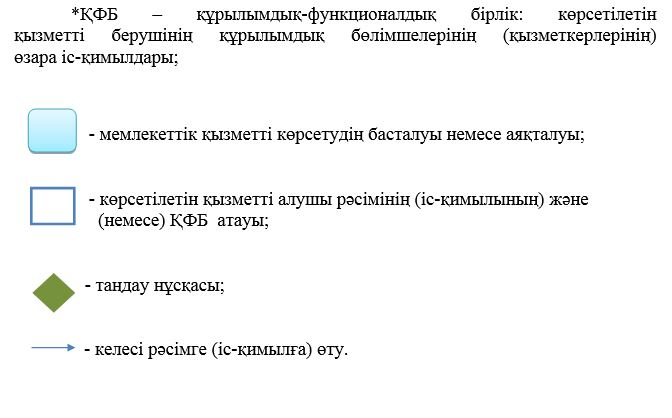 *ҚФБ – құрылымдық-функционалдық бірлік: көрсетілетін
қызметті берушінің құрылымдық бөлімшелерінің (қызметкерлерінің)
өзара іс-қимылдары;
- мемлекеттік қызметті көрсетудің басталуы немесе аяқталуы;
- көрсетілетін қызметті алушы рәсімінің (іс-қимылының) және
(немесе) ҚФБ атауы;
- таңдау нұсқасы;
- келесі рәсімге (іс-қимылға) өту.